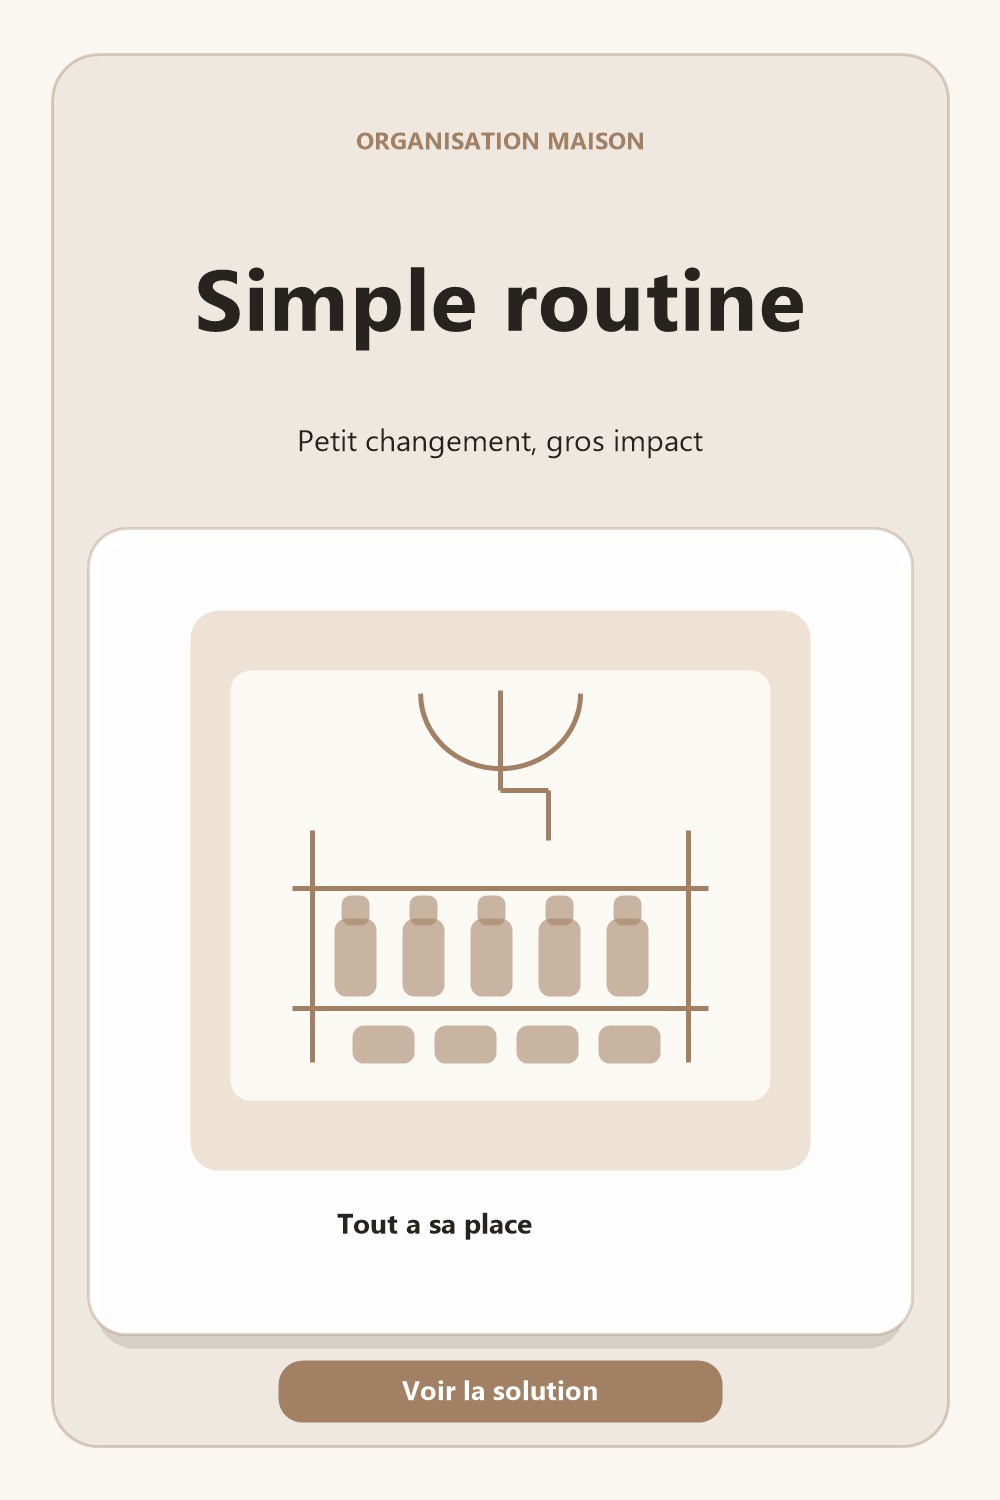 ORGANISATION MAISON
Simple routine
Petit changement, gros impact
Tout a sa place
Voir la solution